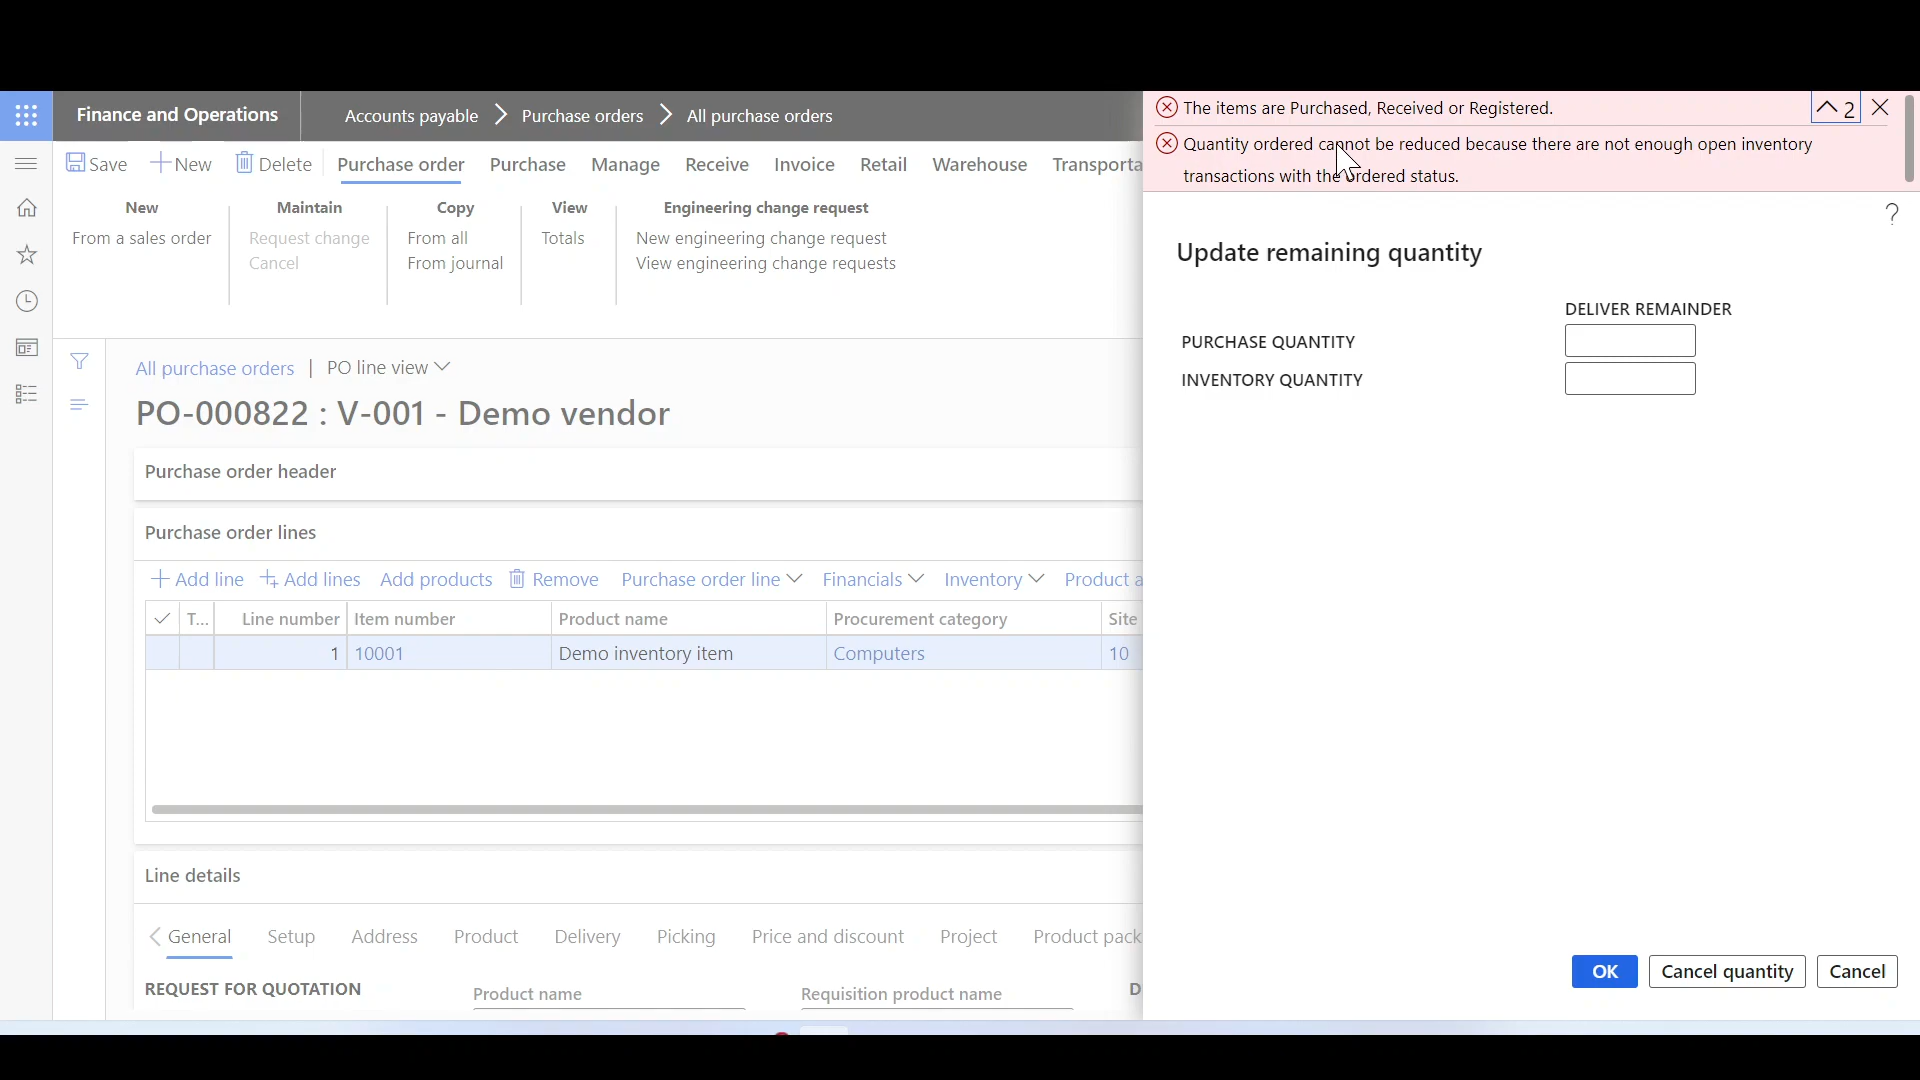 Finance and Operations
Accounts payable > Purchase orders > All purchase orders
Save
New
Delete
Purchase order
Purchase
Manage
Receive
Invoice
Retail
Warehouse
Transporta
New
From a sales order
Maintain
Request change
Cancel
Copy
From all
From journal
View
Totals
Engineering change request
New engineering change request
View engineering change requests
All purchase orders | PO line view
PO-000822 : V-001 - Demo vendor
Purchase order header
Purchase order lines
Add line
Add lines
Add products
Remove
Purchase order line
Financials
Inventory
Product a
T... Line number Item number Product name Procurement category Site
1 10001 Demo inventory item Computers 10
Line details
General Setup Address Product Delivery Picking Price and discount Project Product pack
REQUEST FOR QUOTATION
Product name
Requisition product name
D
The items are Purchased, Received or Registered.
2
Quantity ordered cannot be reduced because there are not enough open inventory
transactions with the ordered status.
?
Update remaining quantity
DELIVER REMAINDER
PURCHASE QUANTITY
INVENTORY QUANTITY
OK
Cancel quantity
Cancel